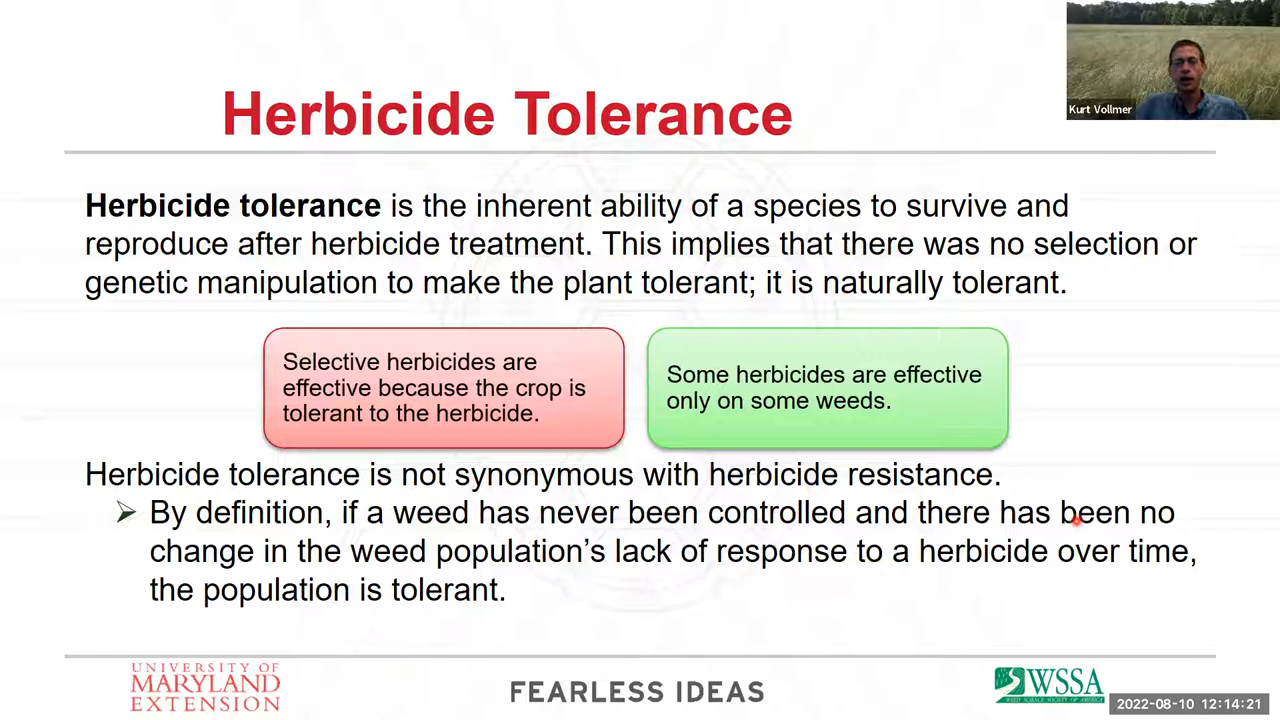 Kurt Vollmer
Herbicide Tolerance
Herbicide tolerance is the inherent ability of a species to survive and
reproduce after herbicide treatment. This implies that there was no selection or
genetic manipulation to make the plant tolerant; it is naturally tolerant.
Selective herbicides are
effective because the crop is
tolerant to the herbicide.
Some herbicides are effective
only on some weeds.
Herbicide tolerance is not synonymous with herbicide resistance.
➢ By definition, if a weed has never been controlled and there has been no
change in the weed population’s lack of response to a herbicide over time,
the population is tolerant.
UNIVERSITY OF
MARYLAND
EXTENSION
FEARLESS IDEAS
WSSA
WEED SCIENCE SOCIETY OF AMERICA
2022-08-10 12:14:21